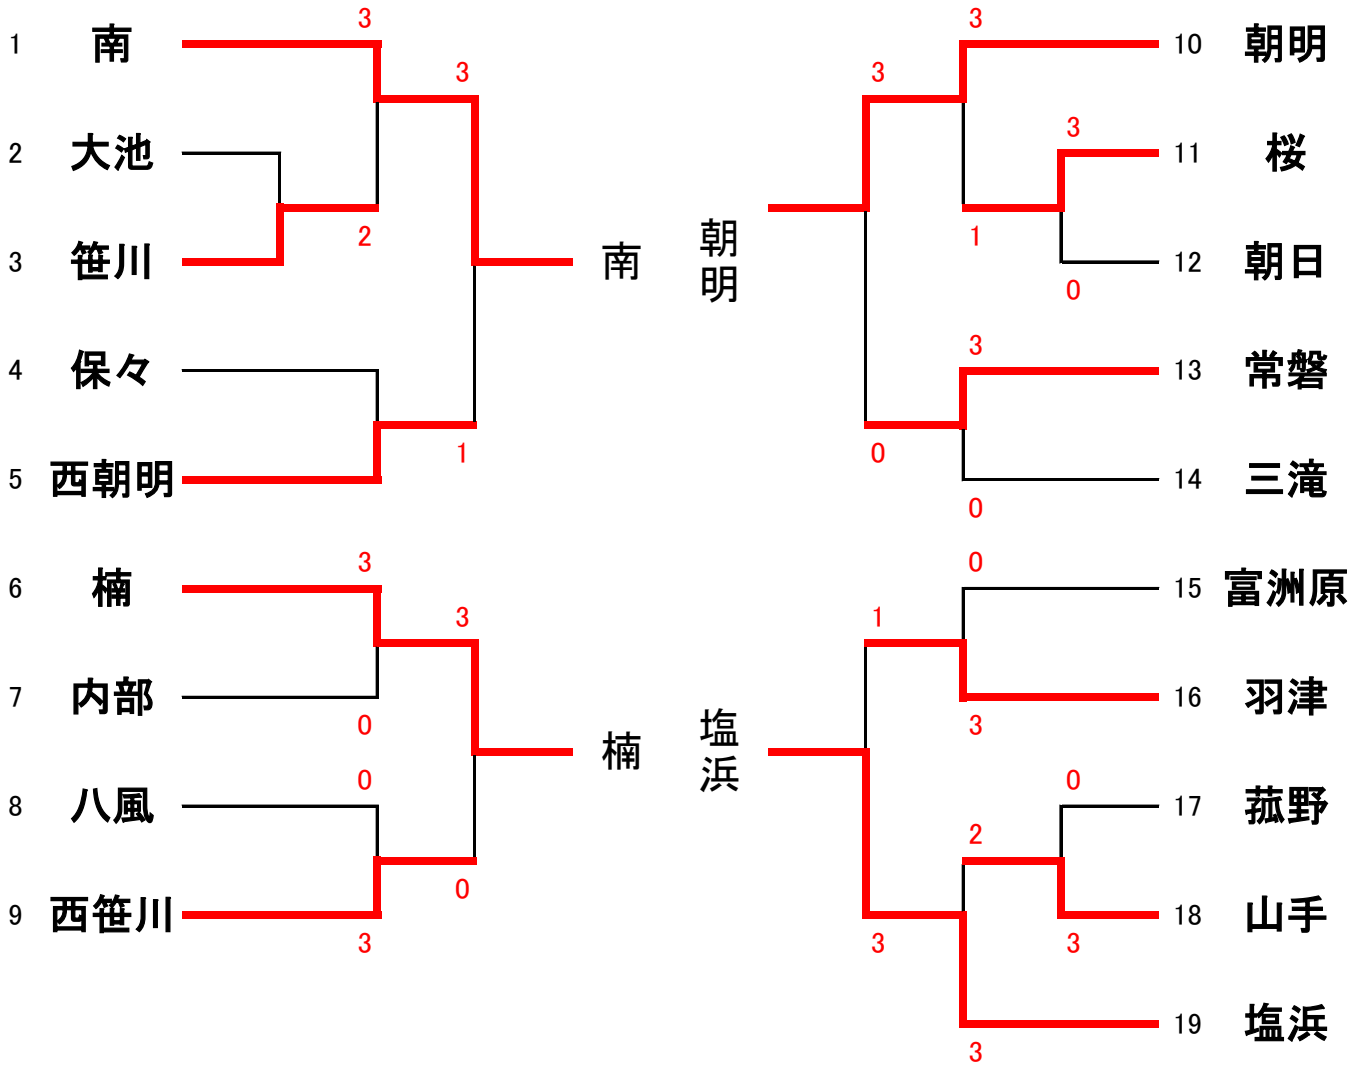 3
1 南
3
2 大池
3 笹川
2
南
4 保々
5 西朝明
1
6 楠
3
3
7 内部
0
楠
8 八風
0
9 西笹川
3
0
3
10 朝明
3
3
11 桜
朝明
1
12 朝日
0
3
13 常磐
0
14 三滝
0
0
15 富洲原
1
16 羽津
3
塩浜
0
17 菰野
2
18 山手
3
3
19 塩浜
3